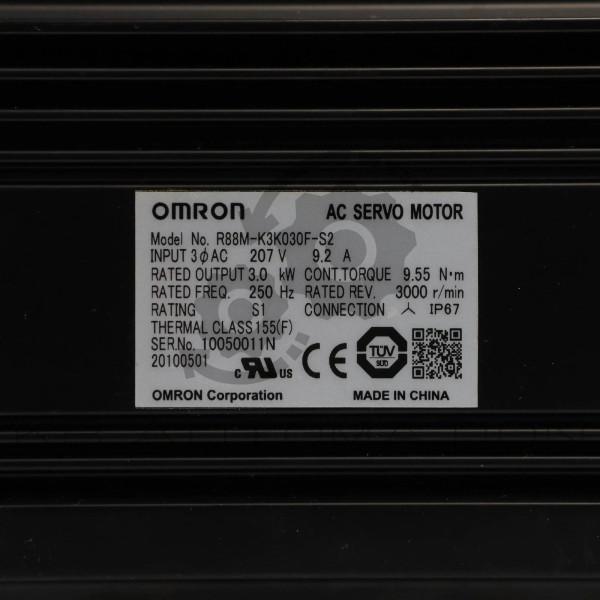 OMRON AC SERVO MOTOR
Model No. R88M-K3K030F-S2
INPUT 3ϕAC 207 V 9.2 A
RATED OUTPUT 3.0 kW CONT.TORQUE 9.55 N·m
RATED FREQ. 250 Hz RATED REV. 3000 r/min
RATING S1 CONNECTION 人 IP67
THERMAL CLASS155(F)
SER.No. 10050011N
20100501
c RU US CE TÜV SÜD
OMRON Corporation MADE IN CHINA